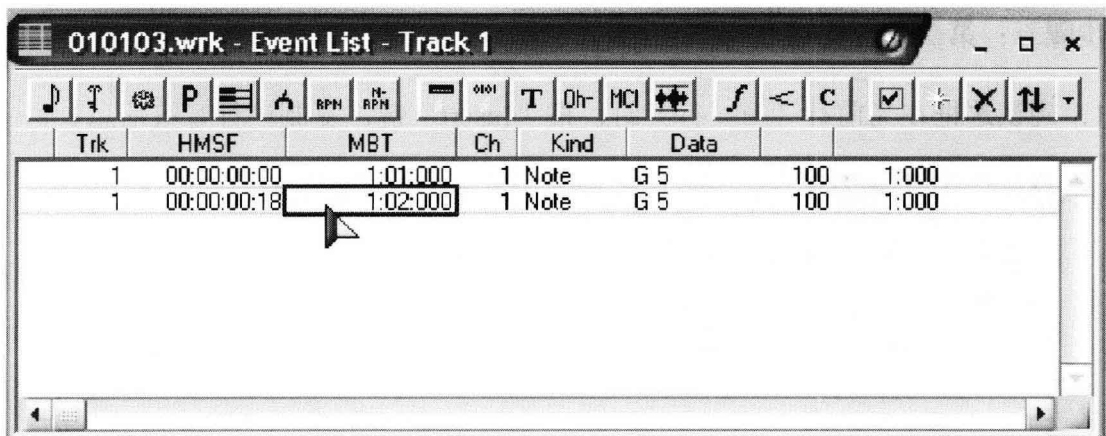 010103.wrk - Event List - Track 1
P RPN N-RPN 0101 T Oh- MCI f < C
Trk HMSF MBT Ch Kind Data
1 00:00:00:00 1:01:000 1 Note G 5 100 1:000
1 00:00:00:18 1:02:000 1 Note G 5 100 1:000